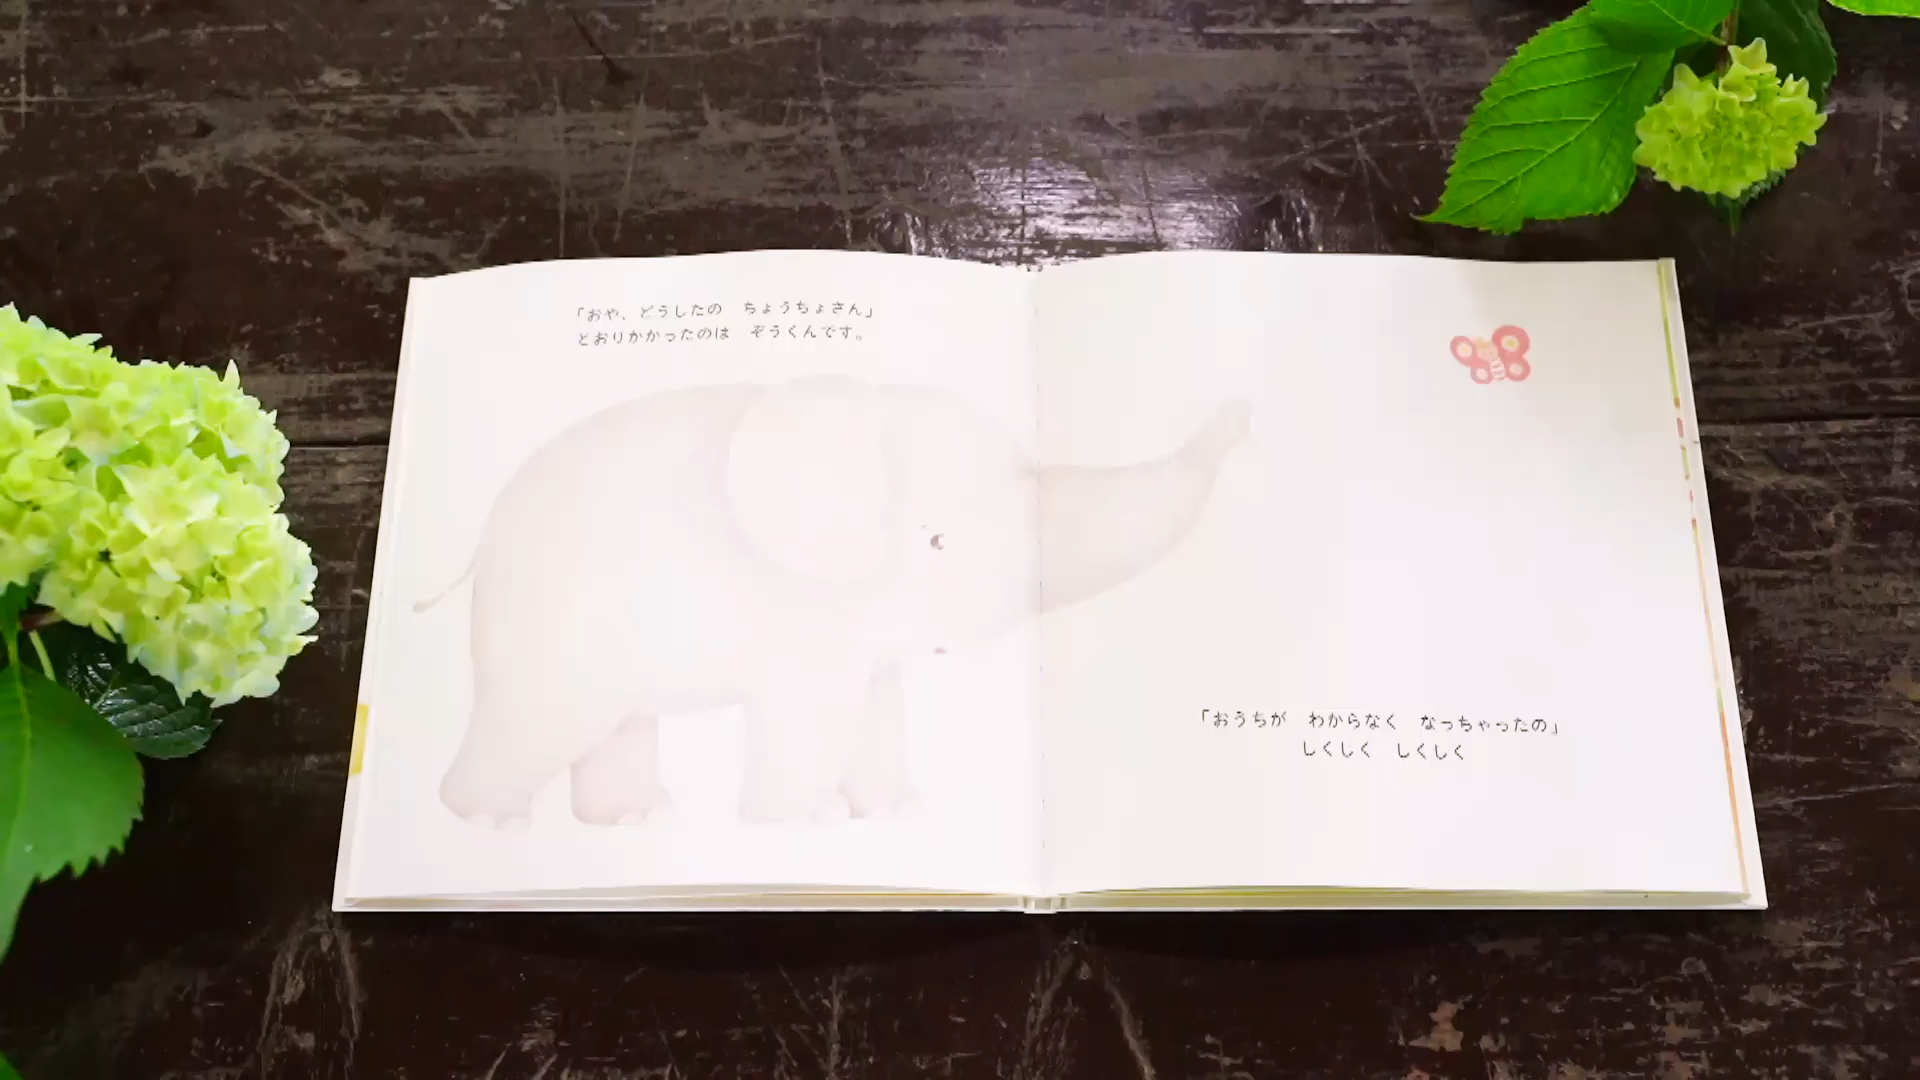 「おや、どうしたの　ちょうちょさん」
とおりかかったのは　ぞうくんです。
「おうちが　わからなく　なっちゃったの」
しくしく　しくしく